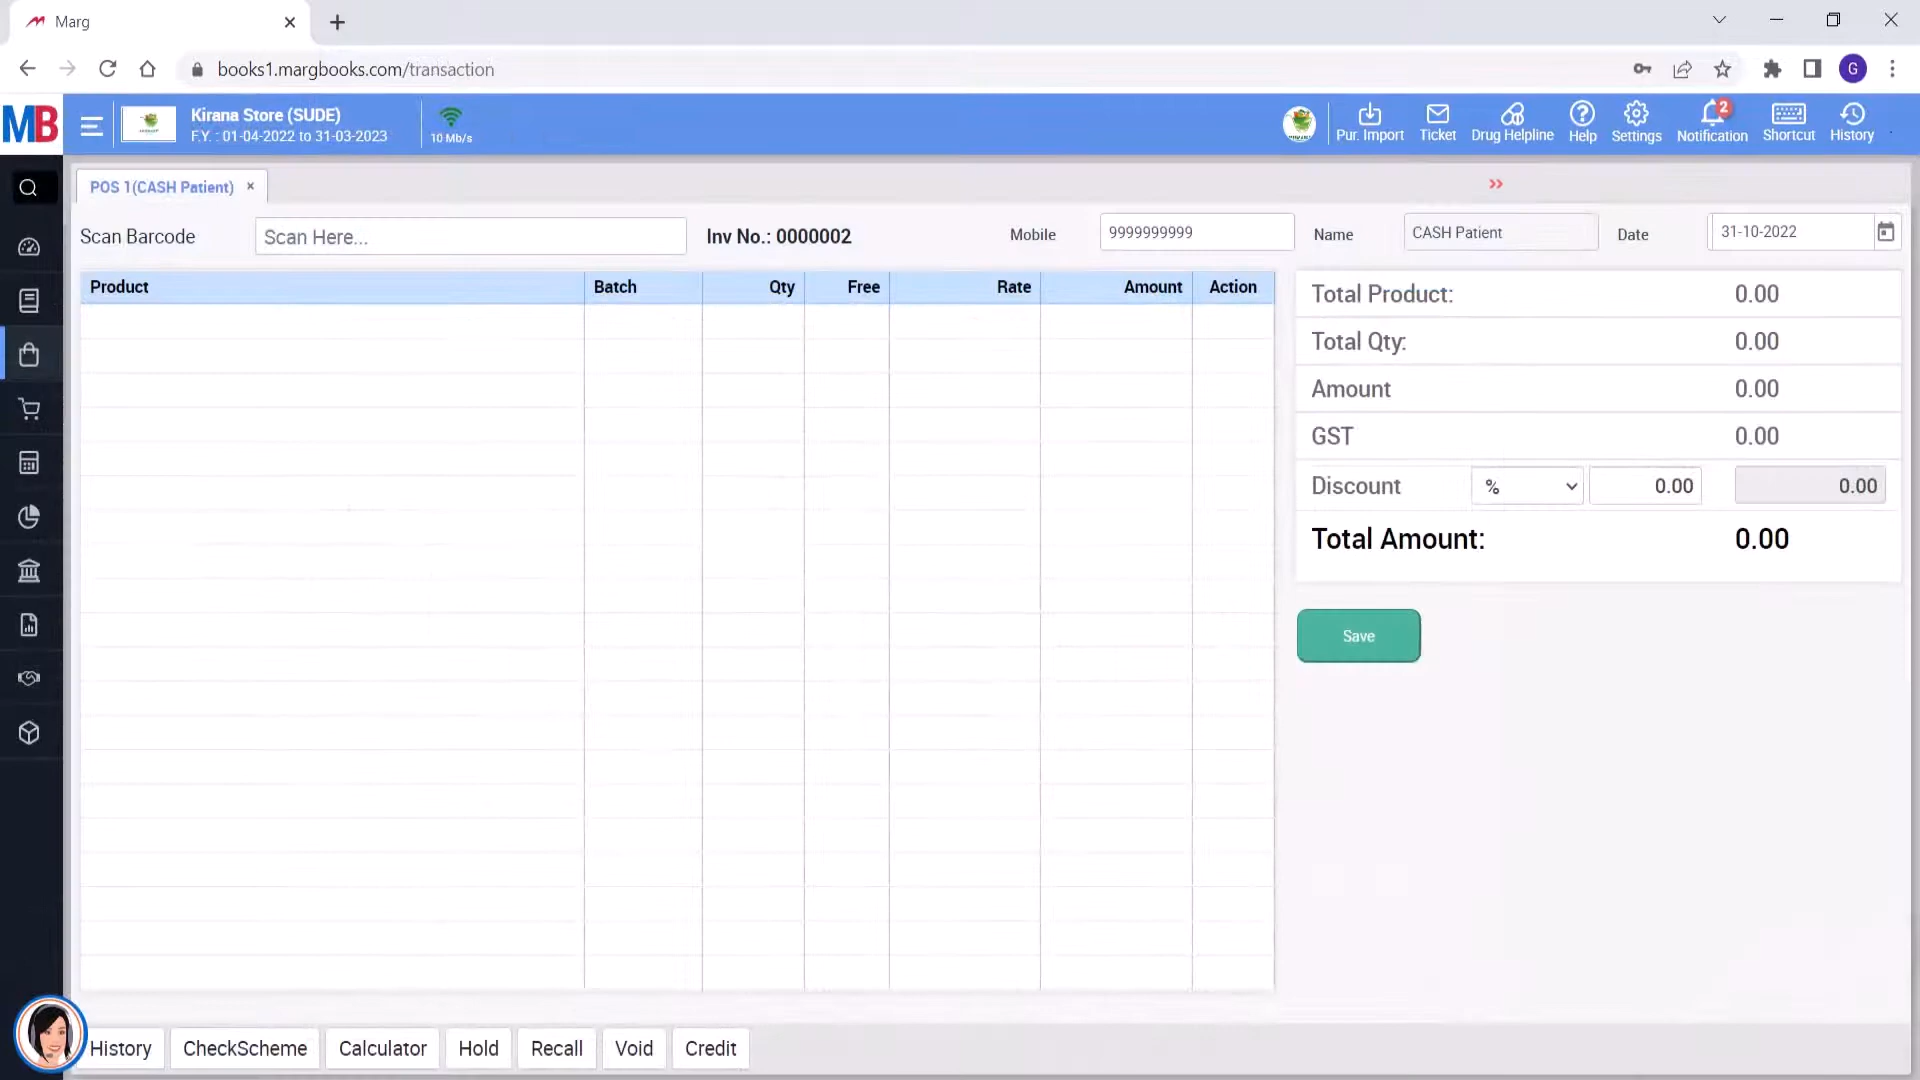 Marg
books1.margbooks.com/transaction
G
MB
Kirana Store (SUDE)
F.Y. : 01-04-2022 to 31-03-2023
10 Mb/s
Pur. Import
Ticket
Drug Helpline
Help
Settings
2
Notification
Shortcut
History
POS 1(CASH Patient) ×
Scan Barcode
Scan Here...
Inv No.: 0000002
Mobile
9999999999
Name
CASH Patient
Date
31-10-2022
Product Batch Qty Free Rate Amount Action
Total Product: 0.00
Total Qty: 0.00
Amount 0.00
GST 0.00
Discount % 0.00 0.00
Total Amount: 0.00
Save
History
CheckScheme
Calculator
Hold
Recall
Void
Credit